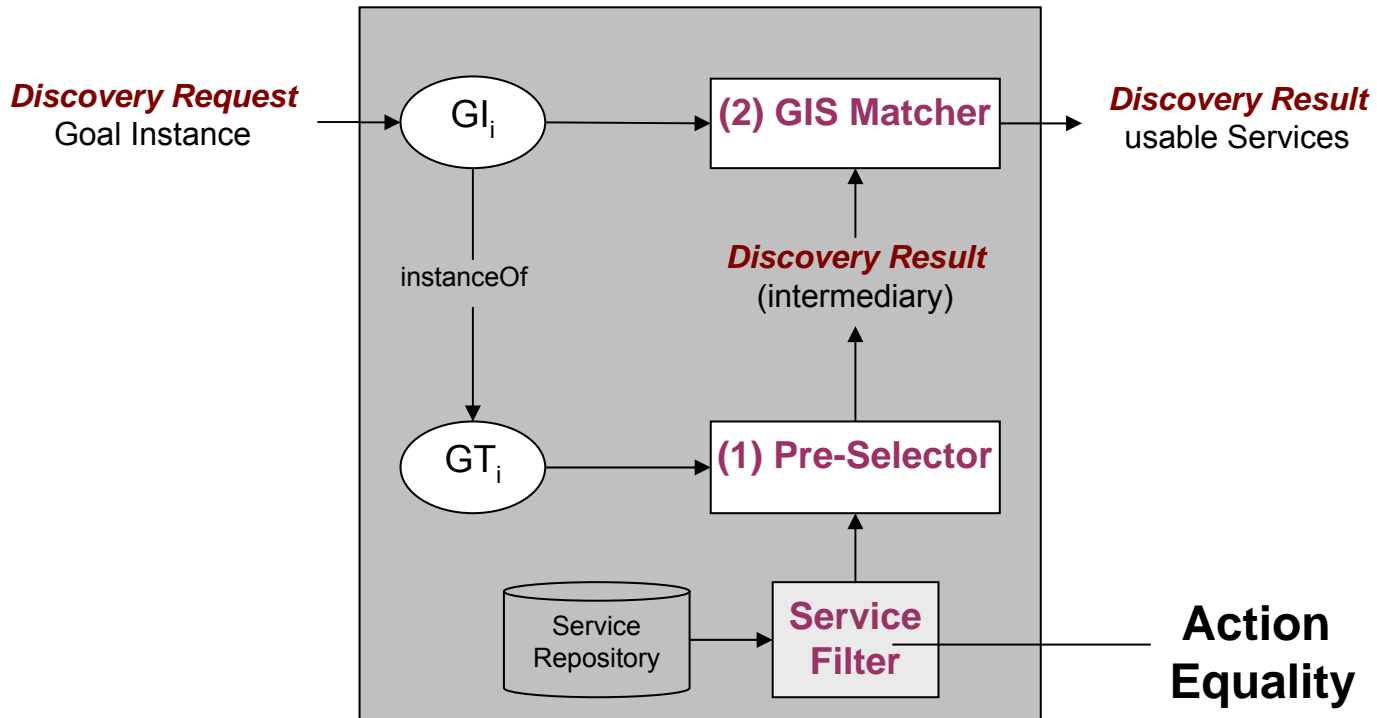 Discovery Request
Goal Instance
GIi
(2) GIS Matcher
Discovery Result
usable Services
instanceOf
Discovery Result
(intermediary)
GTi
(1) Pre-Selector
Service
Repository
Service
Filter
Action
Equality